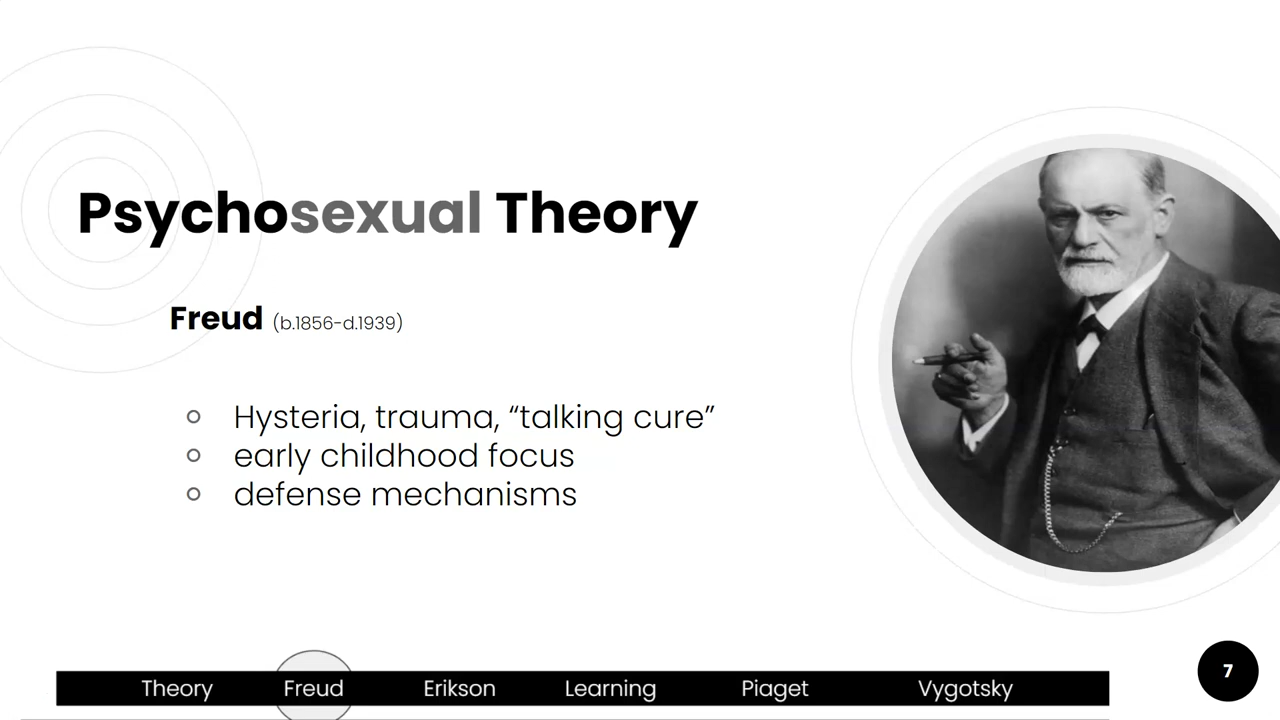 Psychosexual Theory
Freud (b.1856-d.1939)
Hysteria, trauma, “talking cure”
early childhood focus
defense mechanisms
Theory Freud Erikson Learning Piaget Vygotsky
7